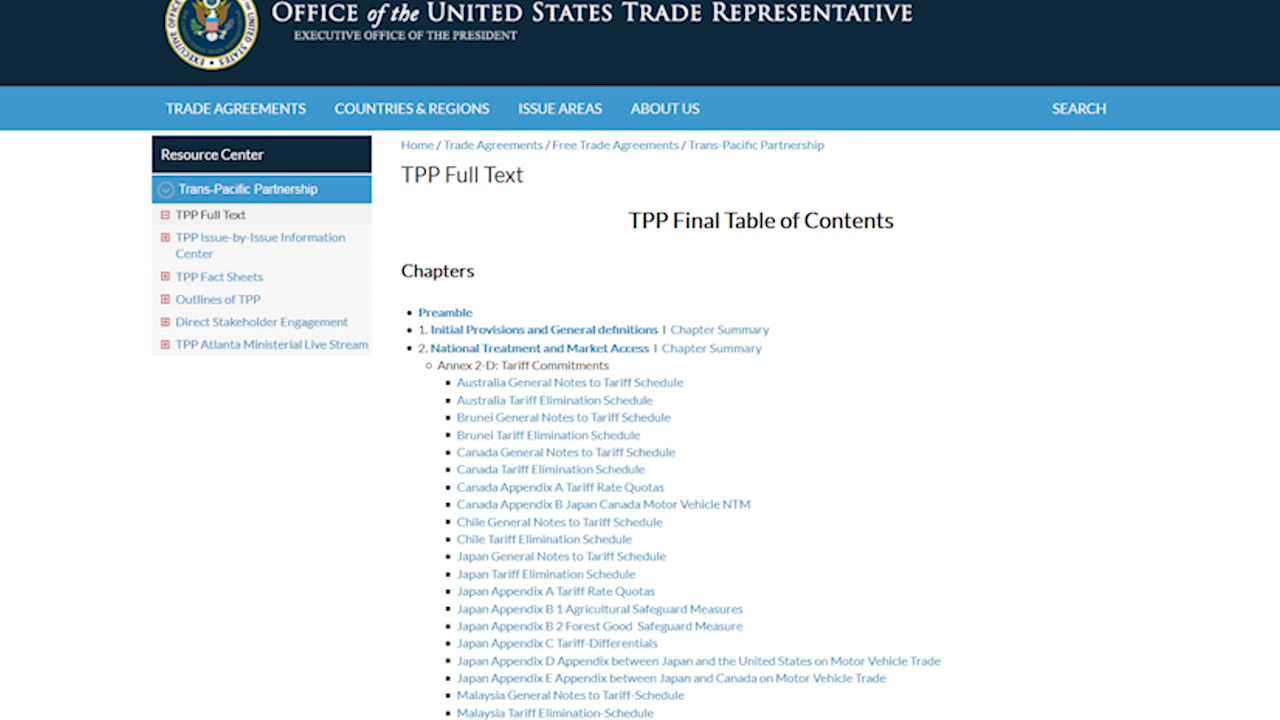 OFFICE of the UNITED STATES TRADE REPRESENTATIVE
EXECUTIVE OFFICE OF THE PRESIDENT
TRADE AGREEMENTS COUNTRIES & REGIONS ISSUE AREAS ABOUT US SEARCH
Resource Center
Trans-Pacific Partnership
TPP Full Text
TPP Issue-by-Issue Information
Center
TPP Fact Sheets
Outlines of TPP
Direct Stakeholder Engagement
TPP Atlanta Ministerial Live Stream
Home / Trade Agreements / Free Trade Agreements / Trans-Pacific Partnership
TPP Full Text
TPP Final Table of Contents
Chapters
• Preamble
• 1. Initial Provisions and General definitions | Chapter Summary
• 2. National Treatment and Market Access | Chapter Summary
Annex 2-D: Tariff Commitments
Australia General Notes to Tariff Schedule
Australia Tariff Elimination Schedule
Brunei General Notes to Tariff Schedule
Brunei Tariff Elimination Schedule
Canada General Notes to Tariff Schedule
Canada Tariff Elimination Schedule
Canada Appendix A Tariff Rate Quotas
Canada Appendix B Japan Canada Motor Vehicle NTM
Chile General Notes to Tariff Schedule
Chile Tariff Elimination Schedule
Japan General Notes to Tariff Schedule
Japan Tariff Elimination Schedule
Japan Appendix A Tariff Rate Quotas
Japan Appendix B 1 Agricultural Safeguard Measures
Japan Appendix B 2 Forest Good Safeguard Measure
Japan Appendix C Tariff-Differentials
Japan Appendix D Appendix between Japan and the United States on Motor Vehicle Trade
Japan Appendix E Appendix between Japan and Canada on Motor Vehicle Trade
Malaysia General Notes to Tariff-Schedule
Malaysia Tariff Elimination-Schedule